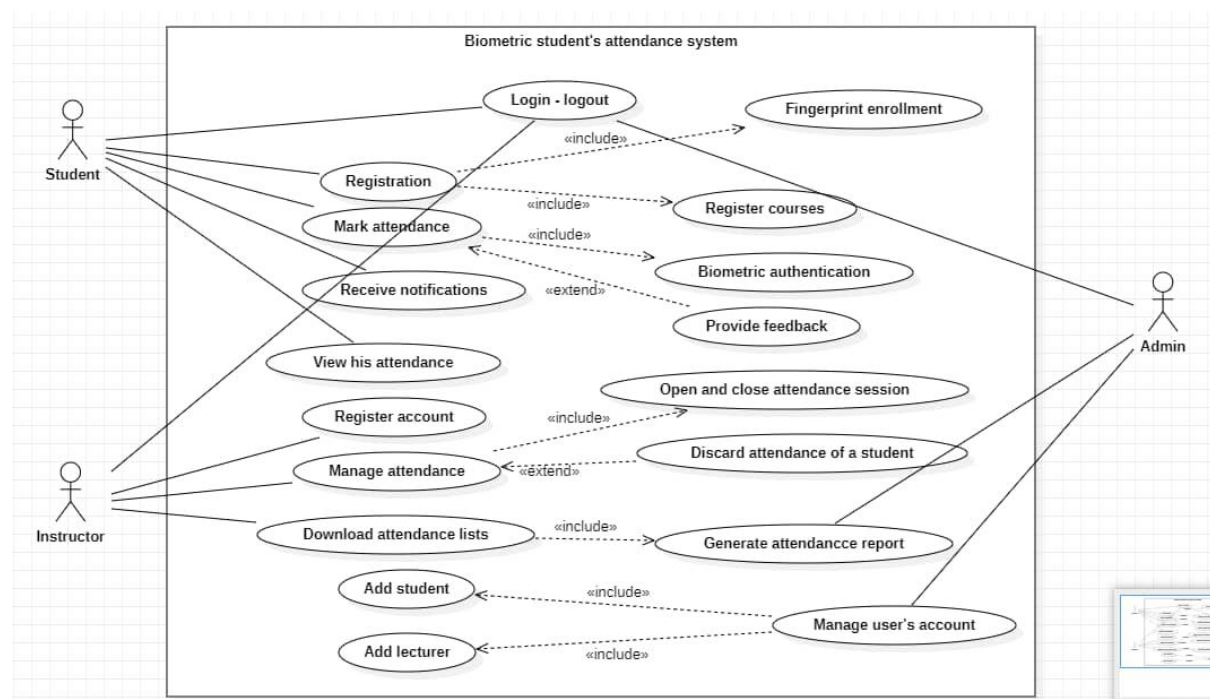 Biometric student's attendance system
Login - logout
Fingerprint enrollment
«include»
Student
Registration
«include»
Register courses
Mark attendance
«include»
Biometric authentication
Receive notifications
«extend»
Provide feedback
Admin
View his attendance
Open and close attendance session
Register account
«include»
Discard attendance of a student
Manage attendance
«extend»
Instructor
Download attendance lists
«include»
Generate attendancce report
Add student
«include»
Manage user's account
Add lecturer
«include»